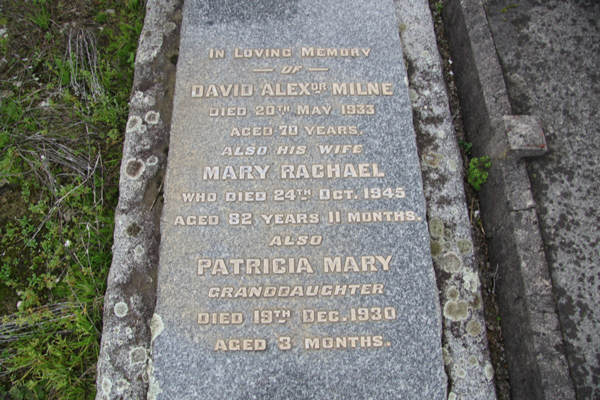 In Loving Memory
OF
DAVID ALEXDR MILNE
DIED 20TH MAY 1933
AGED 70 YEARS.
ALSO HIS WIFE
MARY RACHAEL
WHO DIED 24TH OCT. 1945
AGED 82 YEARS 11 MONTHS.
ALSO
PATRICIA MARY
GRANDDAUGHTER
DIED 19TH DEC. 1930
AGED 3 MONTHS.